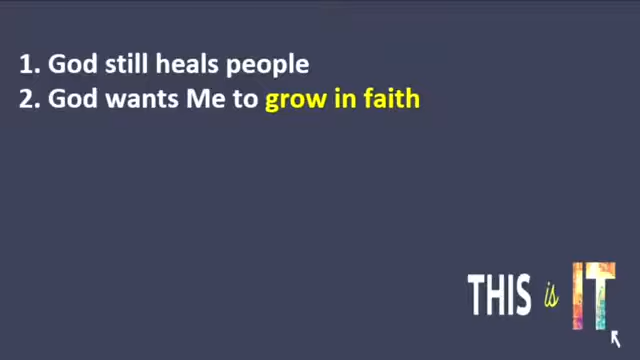 1. God still heals people
2. God wants Me to grow in faith
THIS is IT